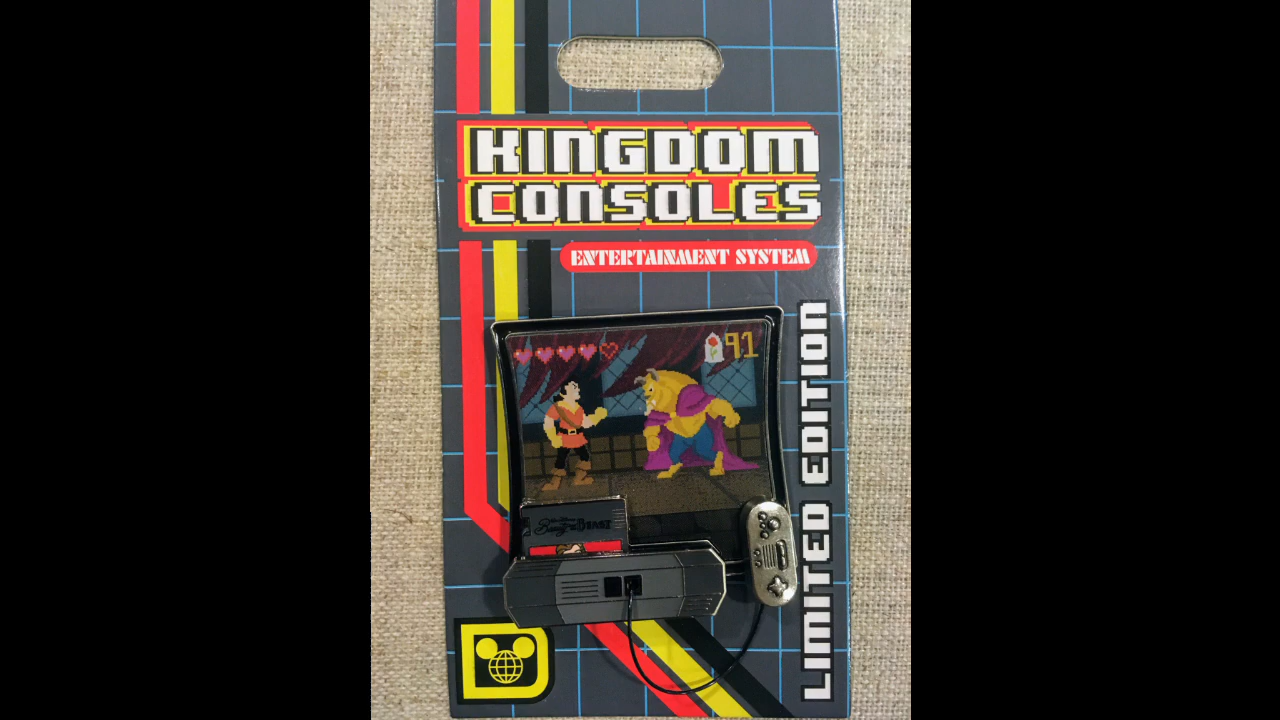 KINGDOM
CONSOLES
ENTERTAINMENT SYSTEM
91
Beauty and the Beast
LIMITED EDITION